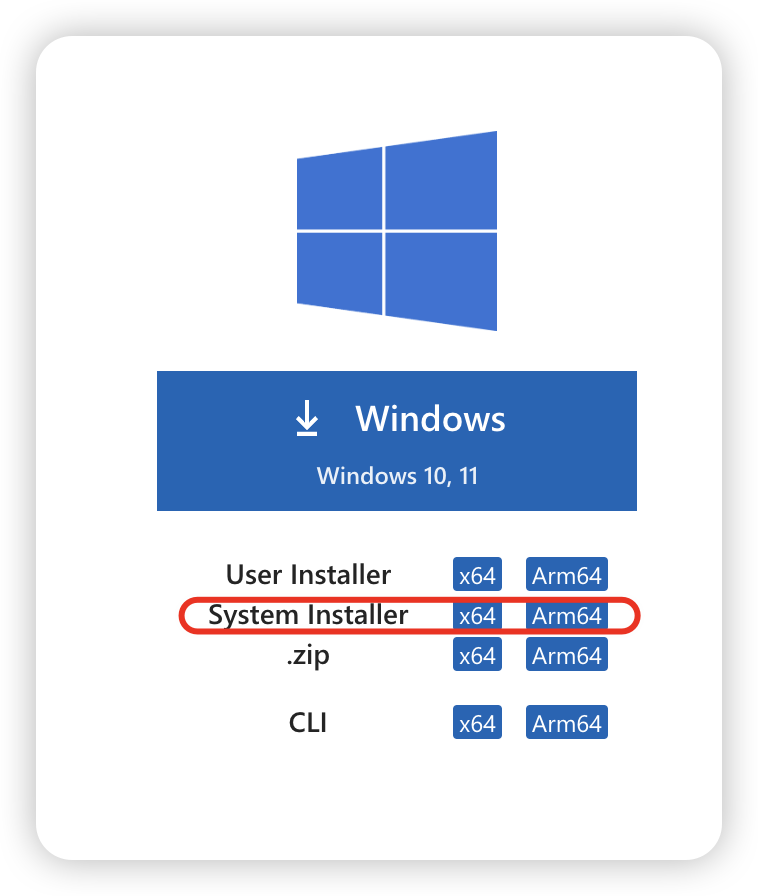 Windows
Windows 10, 11
User Installer x64 Arm64
System Installer x64 Arm64
.zip x64 Arm64
CLI x64 Arm64